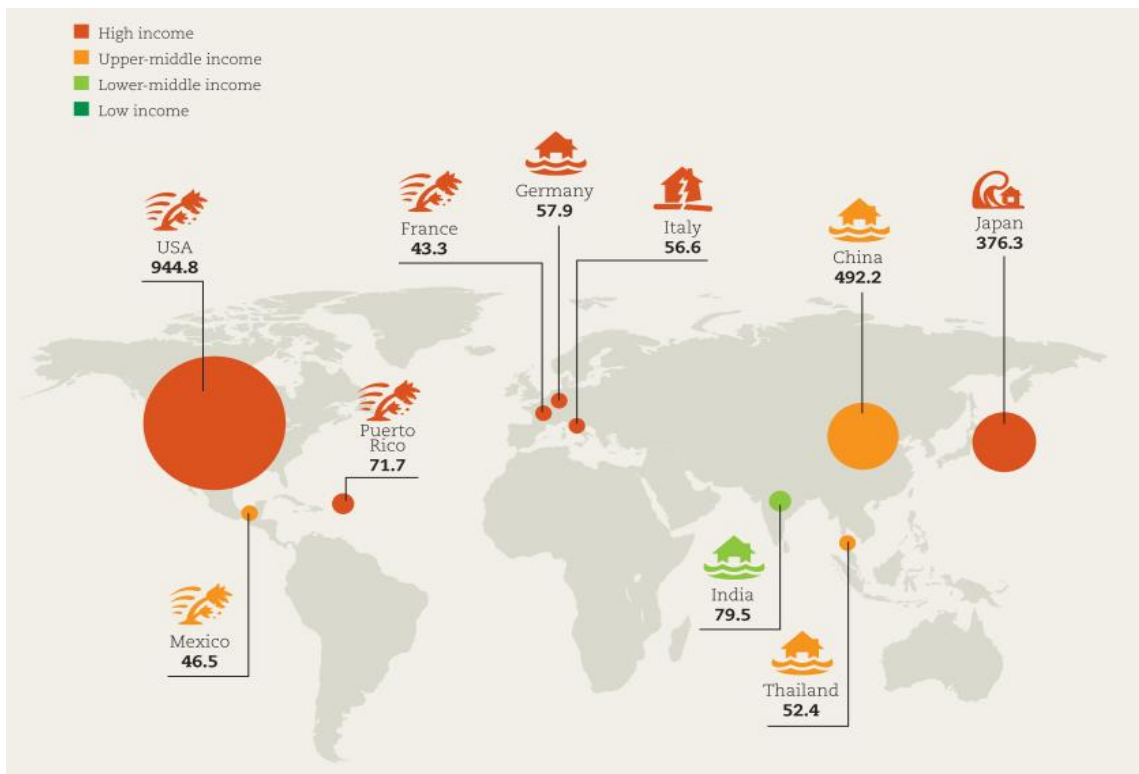 High income
Upper-middle income
Lower-middle income
Low income
USA
944.8
France
43.3
Germany
57.9
Italy
56.6
China
492.2
Japan
376.3
Puerto
Rico
71.7
Mexico
46.5
India
79.5
Thailand
52.4